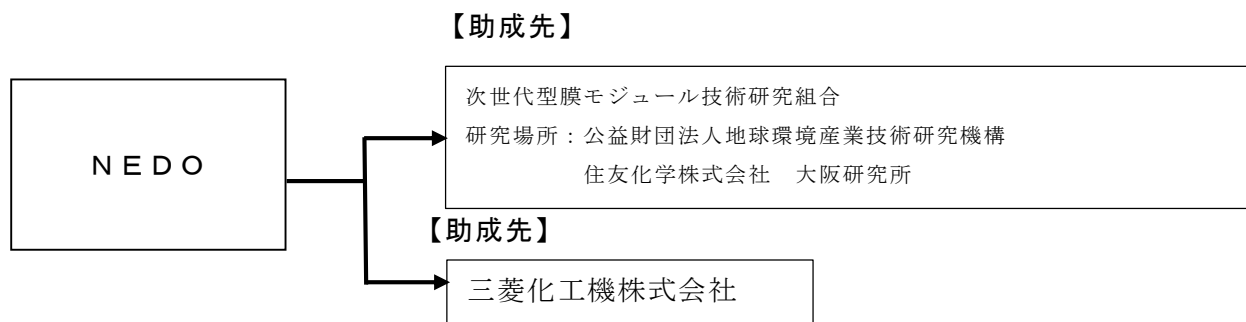 【助成先】
次世代型膜モジュール技術研究組合
研究場所：公益財団法人地球環境産業技術研究機構
ＮＥＤＯ
住友化学株式会社　大阪研究所
【助成先】
三菱化工機株式会社